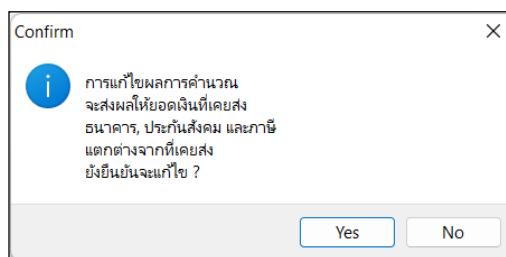 Confirm
การแก้ไขผลการคำนวณ
จะส่งผลให้ยอดเงินที่เคยส่ง
ธนาคาร, ประกันสังคม และภาษี
แตกต่างจากที่เคยส่ง
ยังยืนยันจะแก้ไข ?
Yes No